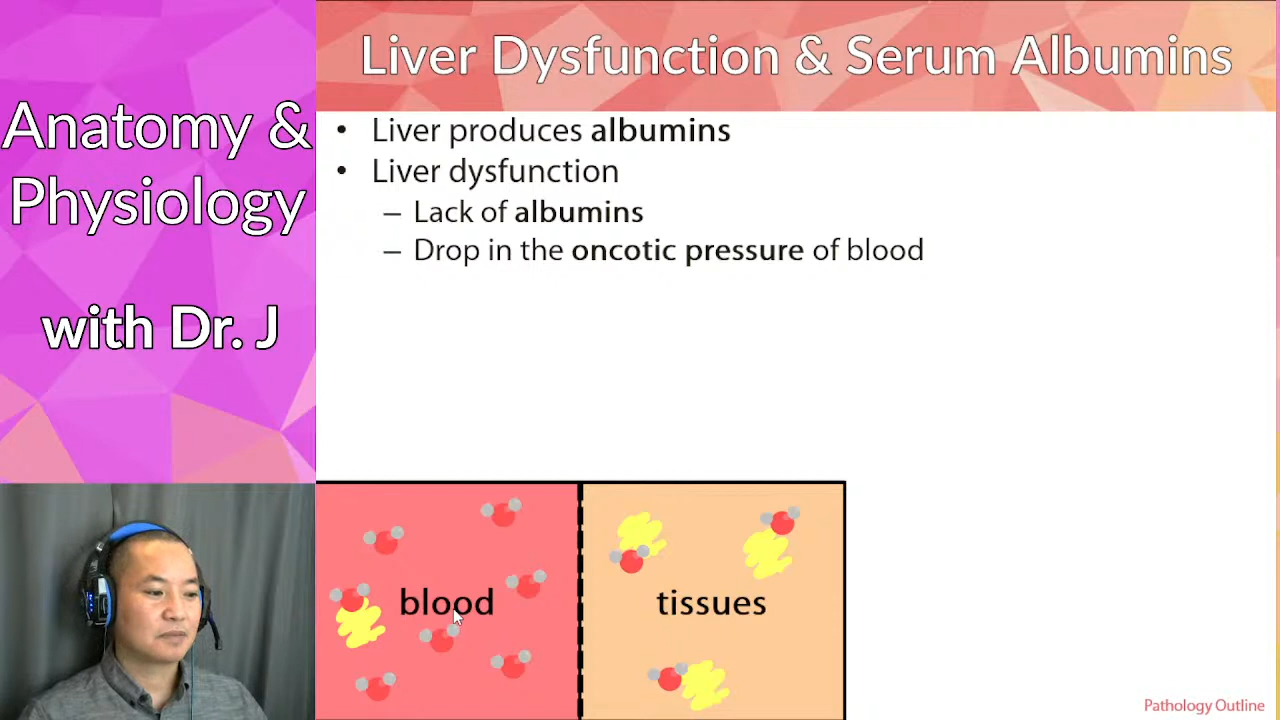 Anatomy &
Physiology
with Dr. J
Liver Dysfunction & Serum Albumins
• Liver produces albumins
• Liver dysfunction
– Lack of albumins
– Drop in the oncotic pressure of blood
blood
tissues
Pathology Outline